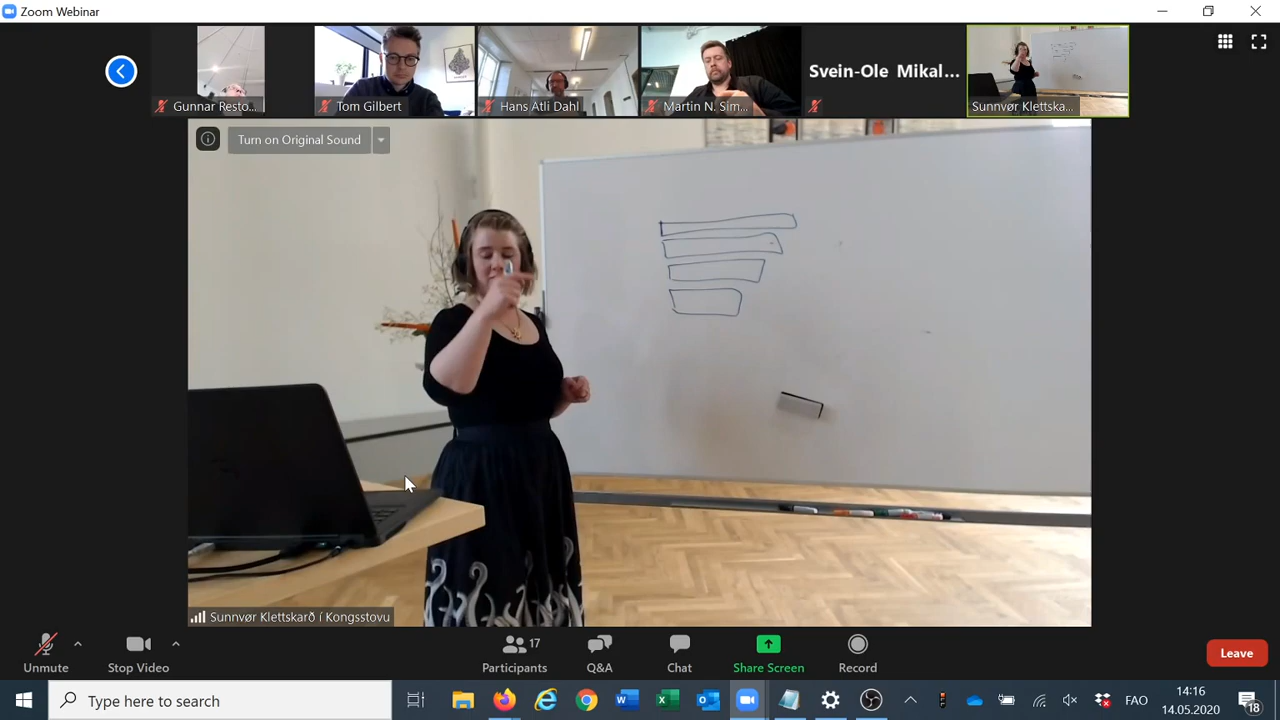 Zoom Webinar
Gunnar Resto...
Tom Gilbert
Hans Atli Dahl
Martin N. Sim...
Svein-Ole Mikal...
Sunnvør Klettska...
Turn on Original Sound
Sunnvør Klettskarð í Kongsstovu
Unmute
Stop Video
17
Participants
Q&A
Chat
Share Screen
Record
Leave
Type here to search
FAO
14:16
14.05.2020
18